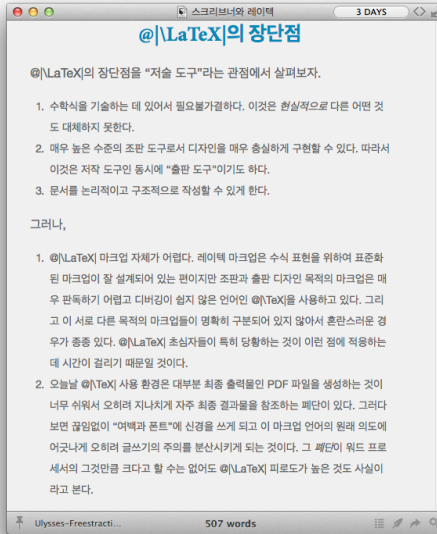 스크리브너와 레이텍
3 DAYS
@|\LaTeX|의 장단점
@|\LaTeX|의 장단점을 “저술 도구”라는 관점에서 살펴보자.
1. 수학식을 기술하는 데 있어서 필요불가결하다. 이것은 현실적으로 다른 어떤 것
도 대체하지 못한다.
2. 매우 높은 수준의 조판 도구로서 디자인을 매우 충실하게 구현할 수 있다. 따라서
이것은 저작 도구인 동시에 “출판 도구”이기도 하다.
3. 문서를 논리적이고 구조적으로 작성할 수 있게 한다.
그러나,
1. @|\LaTeX| 마크업 자체가 어렵다. 레이텍 마크업은 수식 표현을 위하여 표준화
된 마크업이 잘 설계되어 있는 편이지만 조판과 출판 디자인 목적의 마크업은 매
우 판독하기 어렵고 디버깅이 쉽지 않은 언어인 @|\TeX|을 사용하고 있다. 그리
고 이 서로 다른 목적의 마크업들이 명확히 구분되어 있지 않아서 혼란스러운 경
우가 종종 있다. @|\LaTeX| 초심자들이 특히 당황하는 것이 이런 점에 적응하는
데 시간이 걸리기 때문일 것이다.
2. 오늘날 @|\TeX| 사용 환경은 대부분 최종 출력물인 PDF 파일을 생성하는 것이
너무 쉬워서 오히려 지나치게 자주 최종 결과물을 참조하는 폐단이 있다. 그러다
보면 끊임없이 “여백과 폰트”에 신경을 쓰게 되고 이 마크업 언어의 원래 의도에
어긋나게 오히려 글쓰기의 주의를 분산시키게 되는 것이다. 그 폐단이 워드 프로
세서의 그것만큼 크다고 할 수는 없어도 @|\LaTeX| 피로도가 높은 것도 사실이
라고 본다.
Ulysses-Freestracti...
507 words